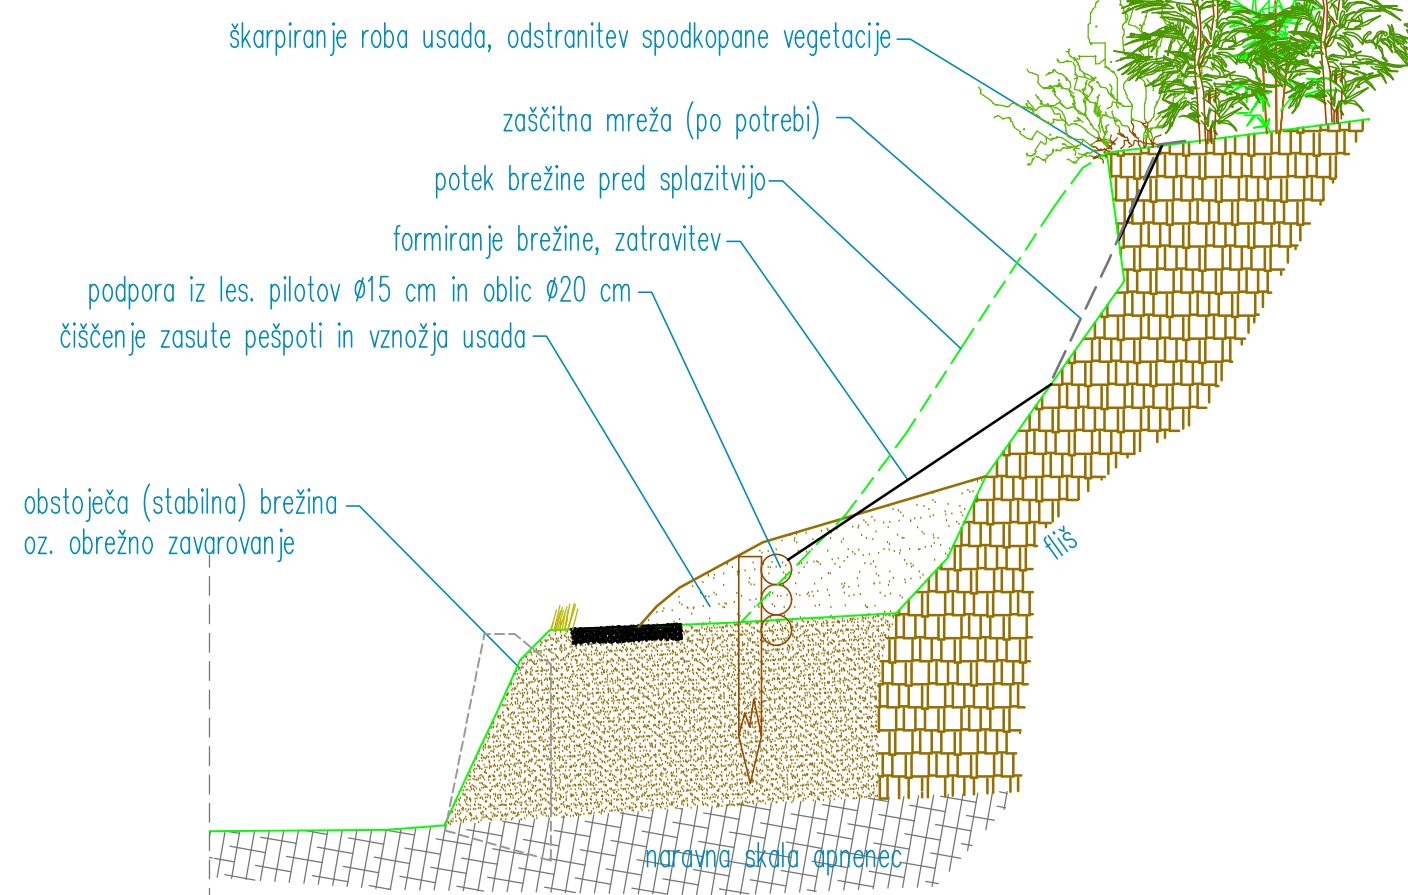 škarpiranje roba usada, odstranitev spodkopane vegetacije
zaščitna mreža (po potrebi)
potek brežine pred splazitvijo
formiranje brežine, zatravitev
podpora iz les. pilotov Ø15 cm in oblic Ø20 cm
čiščenje zasute pešpoti in vznožja usada
obstoječa (stabilna) brežina
oz. obrežno zavarovanje
fliš
naravna skala apnenec